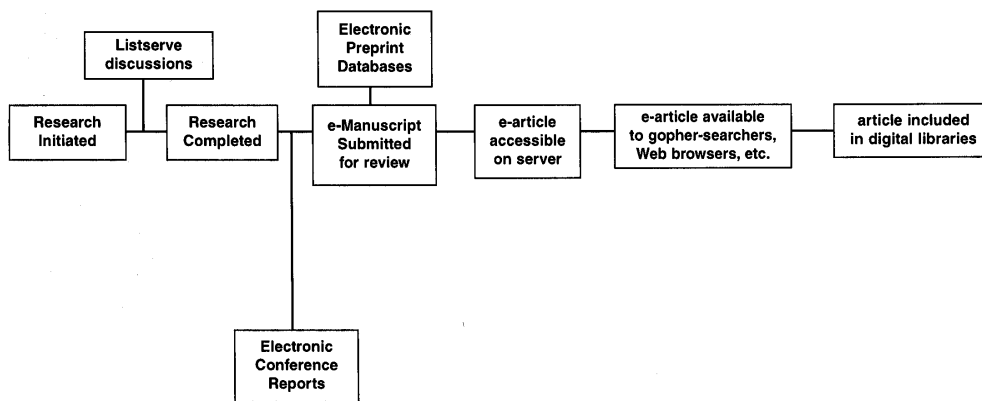 Listserve
discussions
Electronic
Preprint
Databases
Research
Initiated
Research
Completed
e-Manuscript
Submitted
for review
e-article
accessible
on server
e-article available
to gopher-searchers,
Web browsers, etc.
article included
in digital libraries
Electronic
Conference
Reports